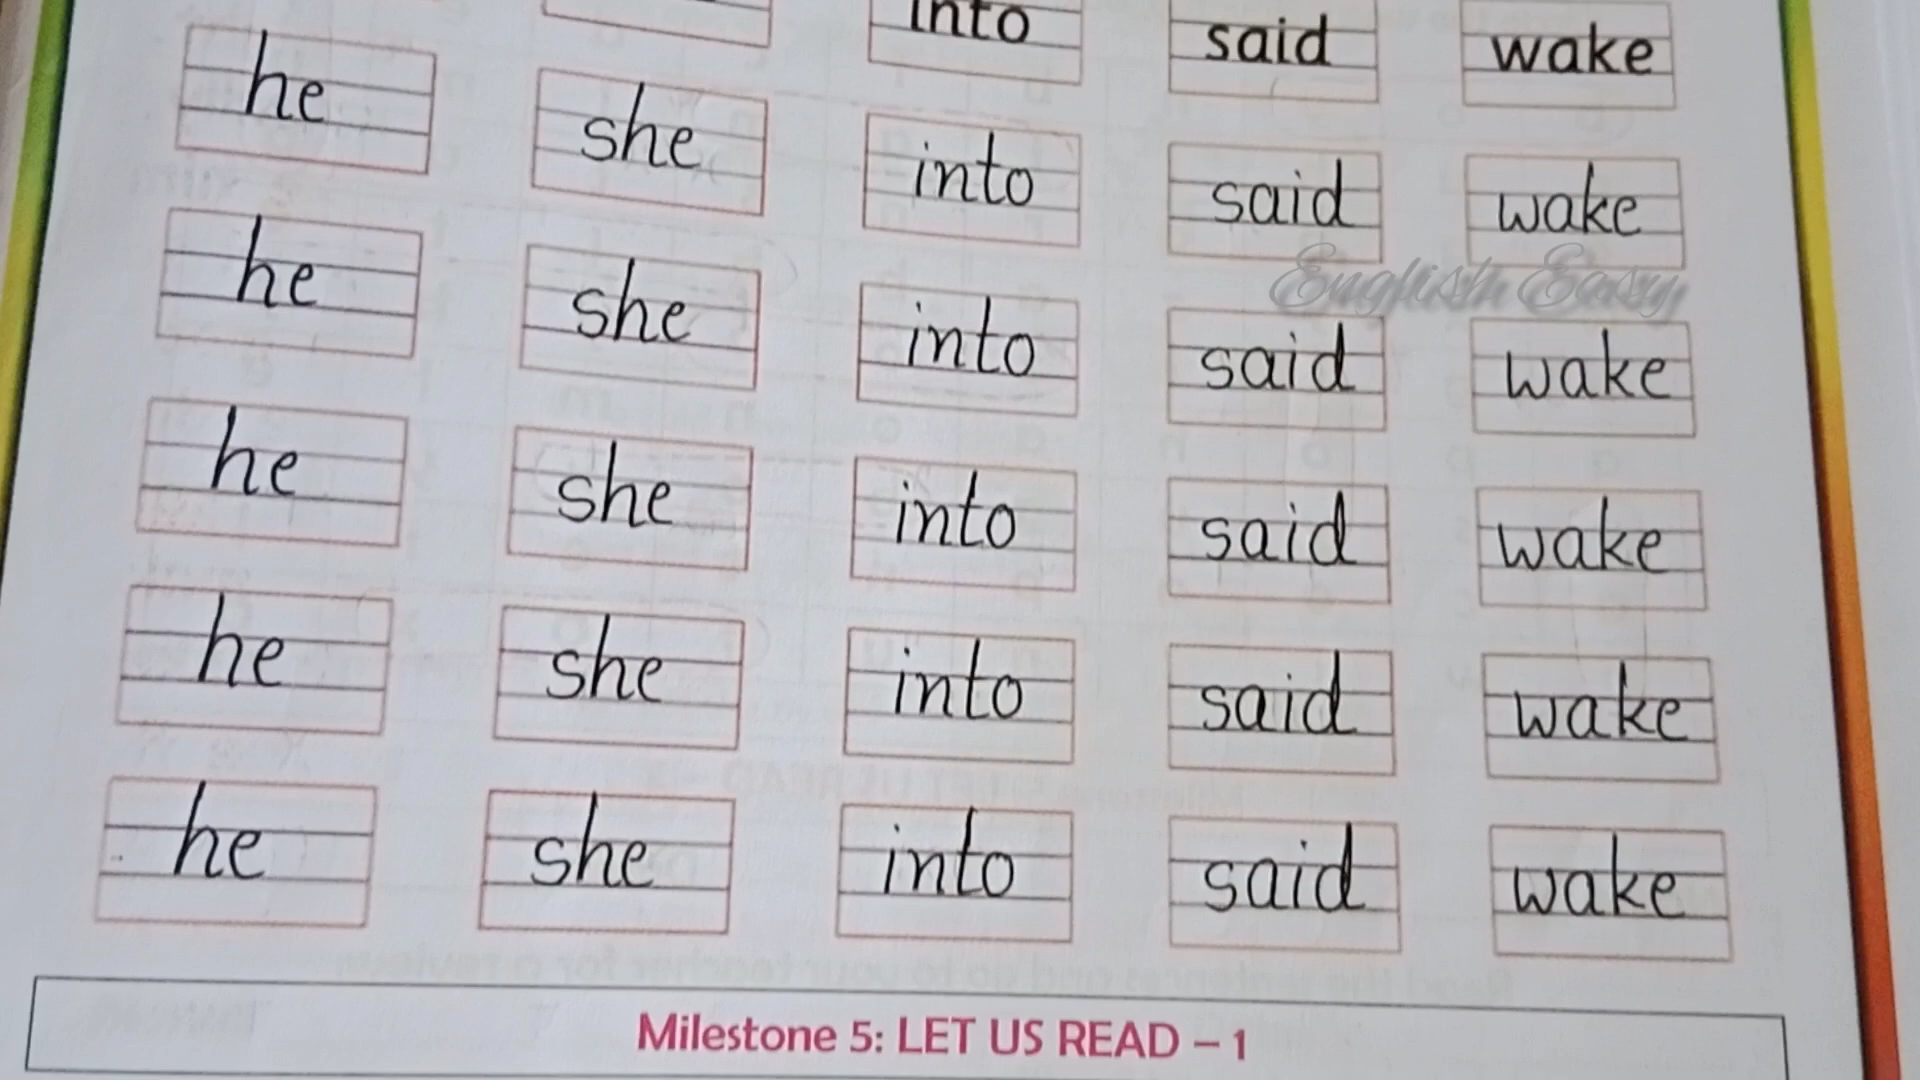 into said wake
he she into said wake
he she into said wake
English Easy
he she into said wake
he she into said wake
he she into said wake
Milestone 5: LET US READ – 1